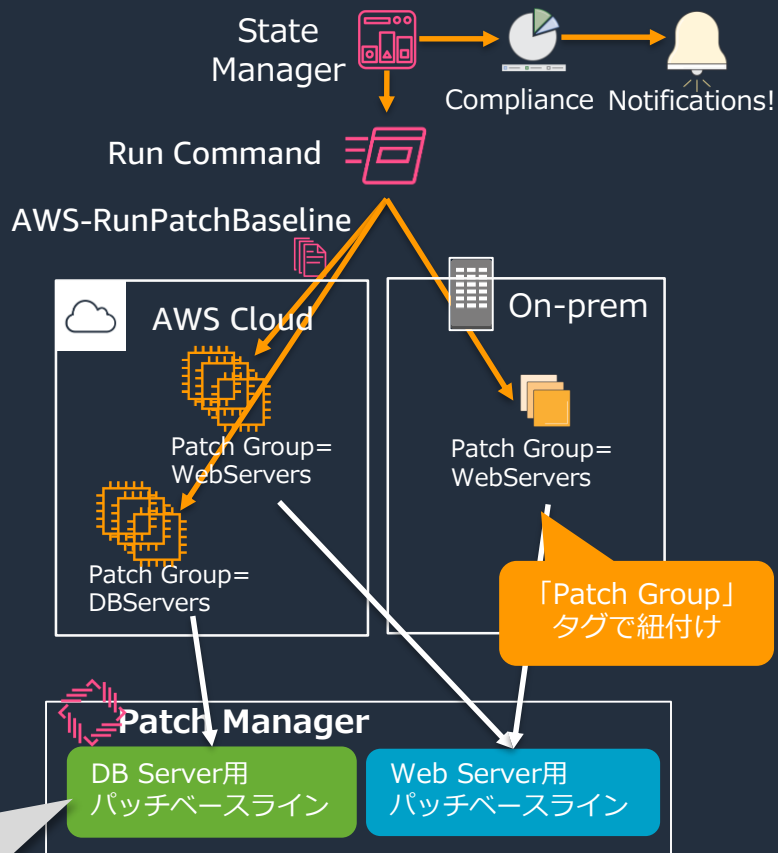 State
Manager
Compliance
Notifications!
Run Command
AWS-RunPatchBaseline
AWS Cloud
On-prem
Patch Group=
WebServers
Patch Group=
WebServers
Patch Group=
DBServers
「Patch Group」
タグで紐付け
Patch Manager
DB Server用
パッチベースライン
Web Server用
パッチベースライン